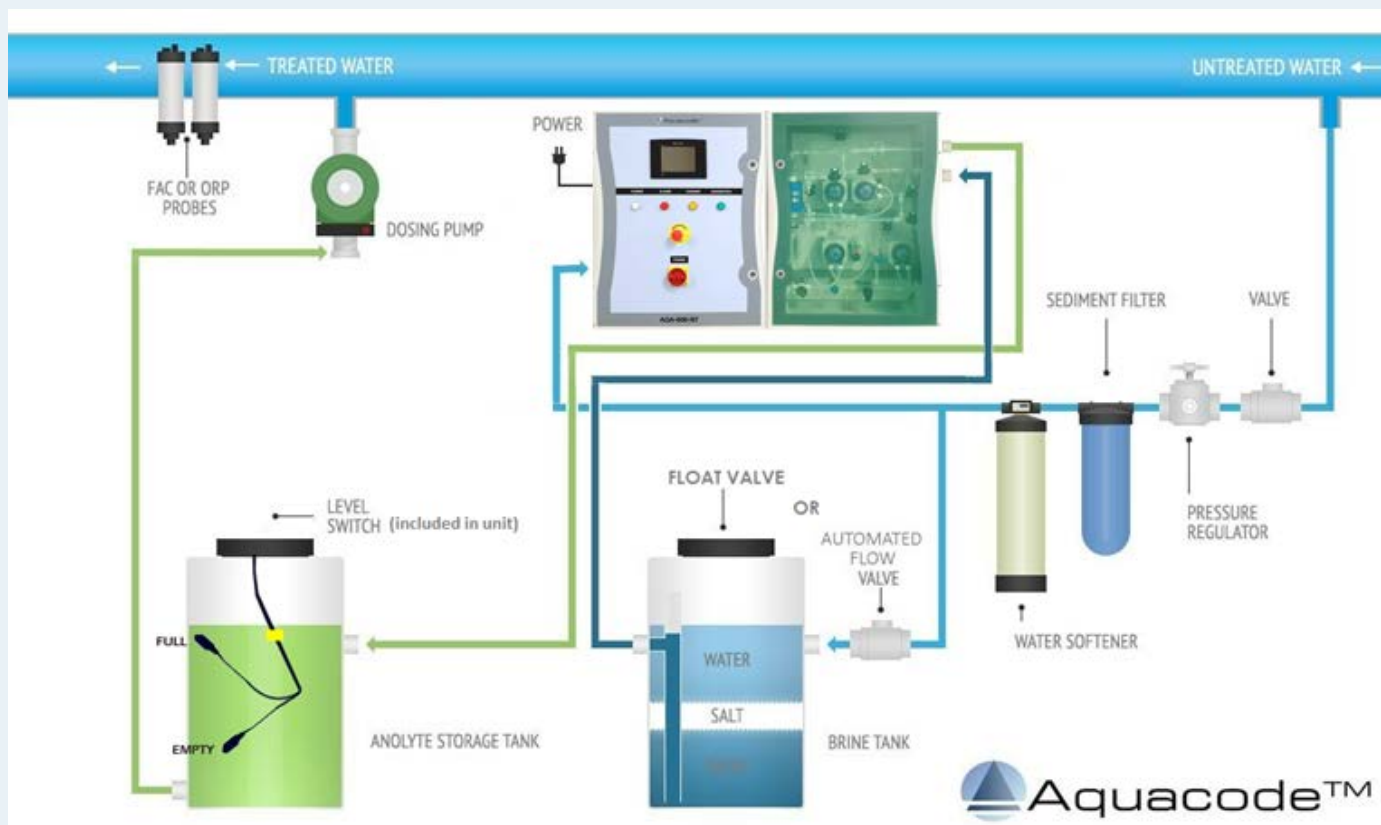 TREATED WATER
UNTREATED WATER
POWER
FAC OR ORP
PROBES
DOSING PUMP
SEDIMENT FILTER
VALVE
FLOAT VALVE
OR
LEVEL
SWITCH (included in unit)
AUTOMATED
FLOW
VALVE
PRESSURE
REGULATOR
FULL
WATER
WATER SOFTENER
SALT
EMPTY
ANOLYTE STORAGE TANK
BRINE TANK
Aquacode™